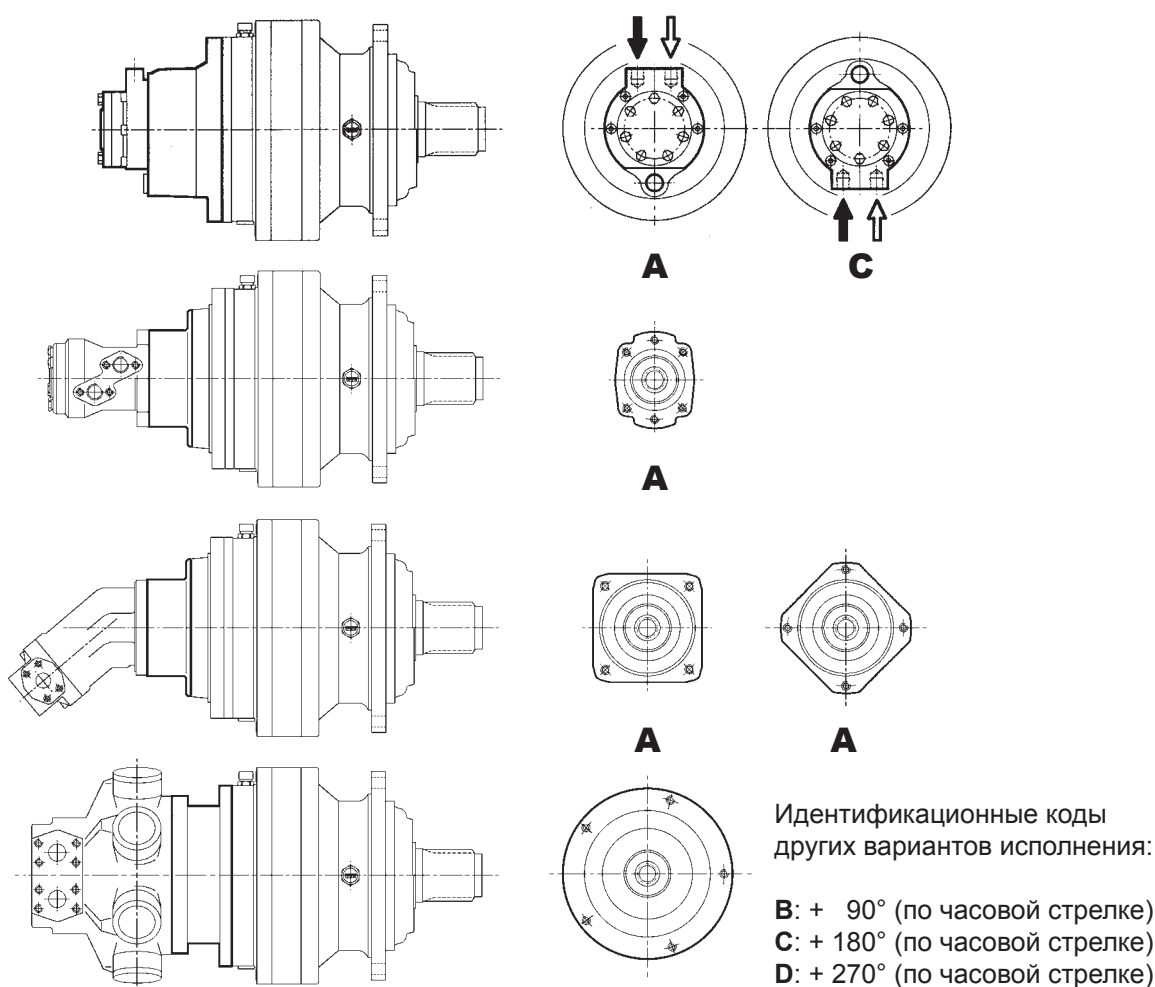 A
C
A
A
A
Идентификационные коды
других вариантов исполнения:
B: + 90° (по часовой стрелке)
C: + 180° (по часовой стрелке)
D: + 270° (по часовой стрелке)